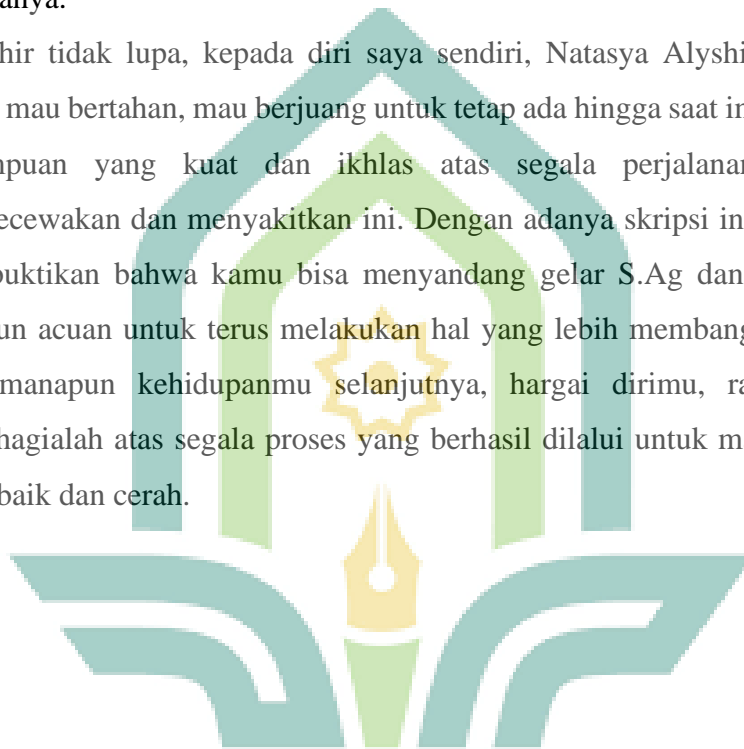 anya.
hir tidak lupa, kepada diri saya sendiri, Natasya Alyshi
mau bertahan, mau berjuang untuk tetap ada hingga saat in
npuan yang kuat dan ikhlas atas segala perjalanan
ecewakan dan menyakitkan ini. Dengan adanya skripsi in
buktikan bahwa kamu bisa menyandang gelar S.Ag dan
un acuan untuk terus melakukan hal yang lebih membang
manapun kehidupanmu selanjutnya, hargai dirimu, ra
hagialah atas segala proses yang berhasil dilalui untuk m
baik dan cerah.